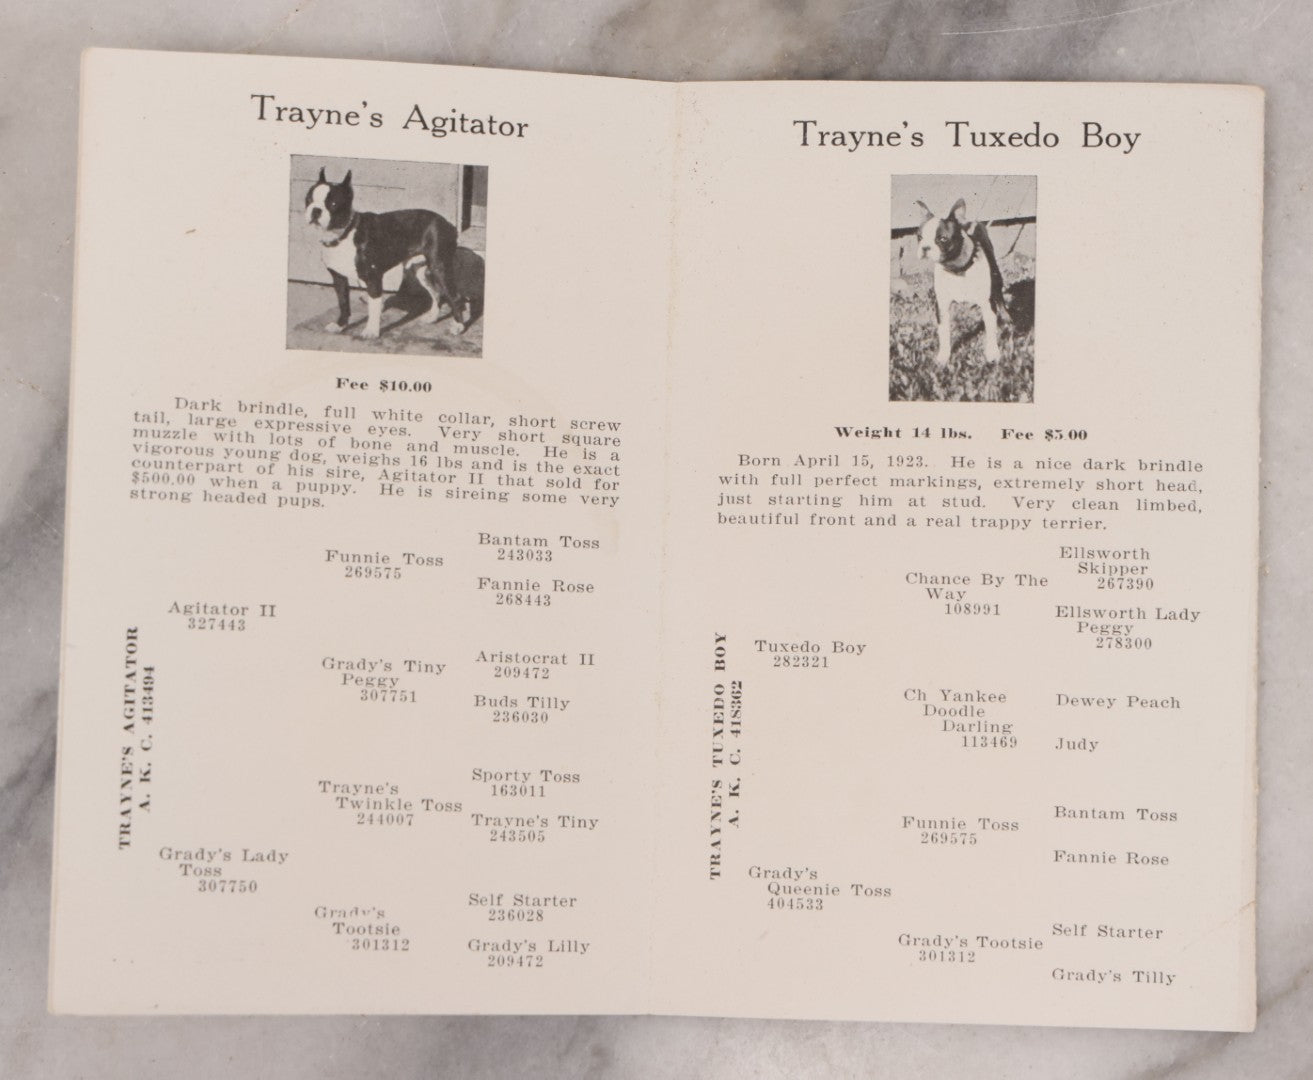 Trayne's Agitator
Fee $10.00
Dark brindle, full white collar, short screw
tail, large expressive eyes. Very short square
muzzle with lots of bone and muscle. He is a
vigorous young dog, weighs 16 lbs and is the exact
counterpart of his sire, Agitator II that sold for
$500.00 when a puppy. He is sireing some very
strong headed pups.
TRAYNE'S AGITATOR
A. K. C. 413494
Agitator II
327443
Funnie Toss
269575
Bantam Toss
243033
Fannie Rose
268443
Grady's Tiny
Peggy
307751
Aristocrat II
209472
Buds Tilly
236030
Grady's Lady
Toss
307750
Trayne's
Twinkle Toss
244007
Sporty Toss
163011
Trayne's Tiny
243505
Grady's
Tootsie
301312
Self Starter
236028
Grady's Lilly
209472
Trayne's Tuxedo Boy
Weight 14 lbs. Fee $5.00
Born April 15, 1923. He is a nice dark brindle
with full perfect markings, extremely short head,
just starting him at stud. Very clean limbed,
beautiful front and a real trappy terrier.
TRAYNE'S TUXEDO BOY
A. K. C. 418362
Tuxedo Boy
282321
Chance By The
Way
108991
Ellsworth
Skipper
267390
Ellsworth Lady
Peggy
278300
Ch Yankee
Doodle
Darling
113469
Dewey Peach
Judy
Grady's
Queenie Toss
404533
Funnie Toss
269575
Bantam Toss
Fannie Rose
Grady's Tootsie
301312
Self Starter
Grady's Tilly